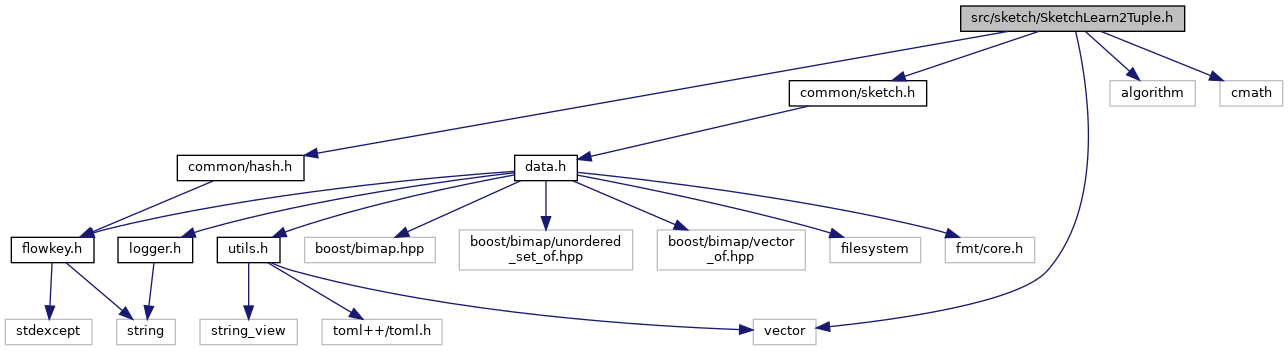 src/sketch/SketchLearn2Tuple.h
common/sketch.h
algorithm
cmath
common/hash.h
data.h
flowkey.h
logger.h
utils.h
boost/bimap.hpp
boost/bimap/unordered
_set_of.hpp
boost/bimap/vector
_of.hpp
filesystem
fmt/core.h
stdexcept
string
string_view
toml++/toml.h
vector